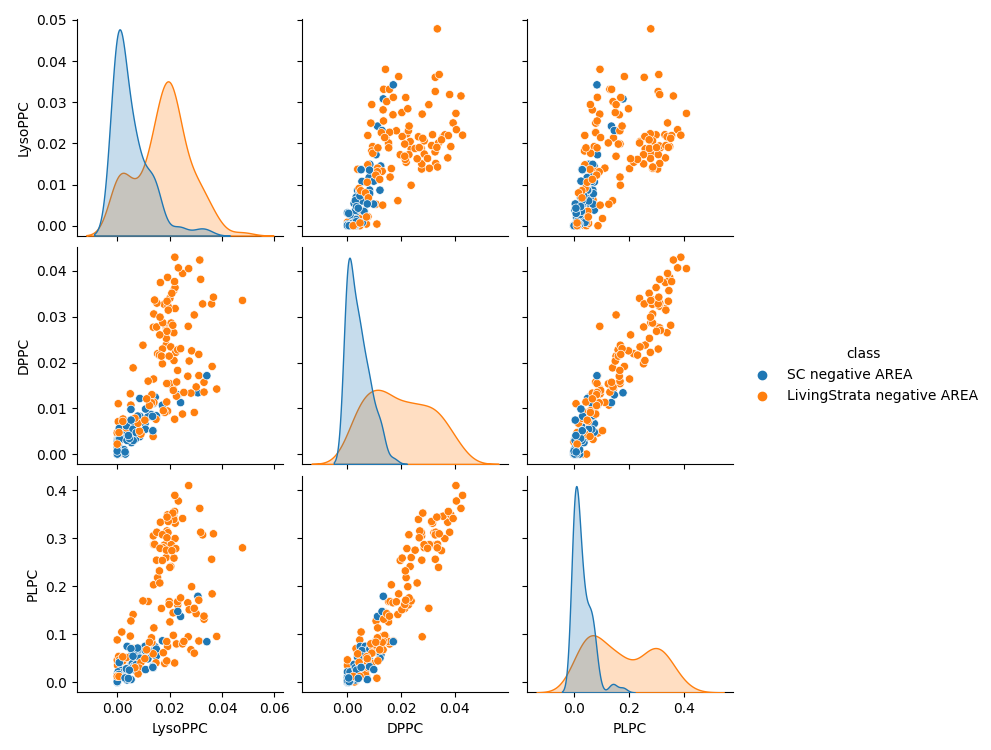 0.05
0.04
0.03
0.02
0.01
0.00
LysoPPC
0.04
0.03
0.02
0.01
0.00
DPPC
class
SC negative AREA
LivingStrata negative AREA
0.4
0.3
0.2
0.1
0.0
PLPC
0.00 0.02 0.04 0.06
0.00 0.02 0.04
0.0 0.2 0.4
LysoPPC
DPPC
PLPC